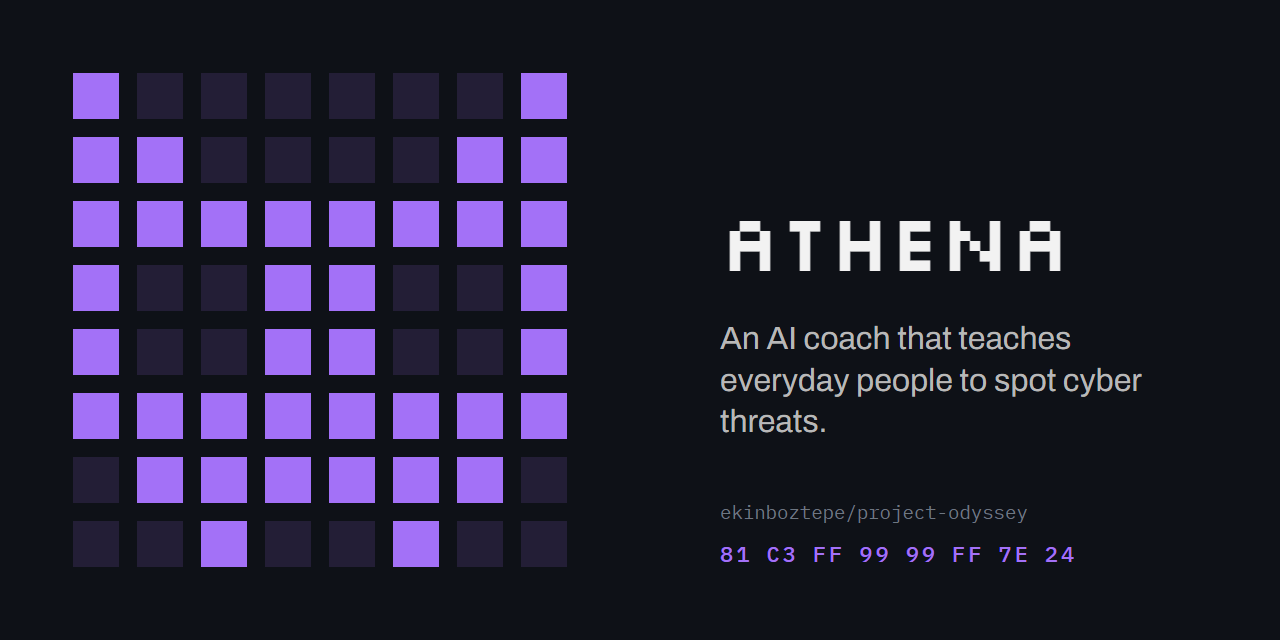 ATHENA
An AI coach that teaches
everyday people to spot cyber
threats.
ekinboztepe/project-odyssey
81 C3 FF 99 99 FF 7E 24